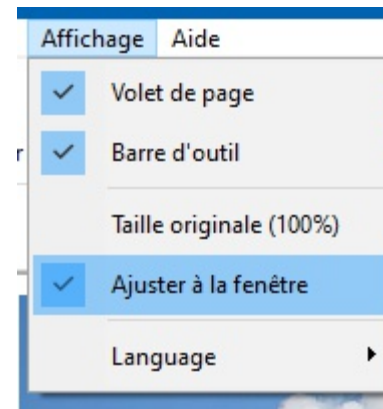 Affichage Aide
Volet de page
Barre d'outil
Taille originale (100%)
Ajuster à la fenêtre
Language